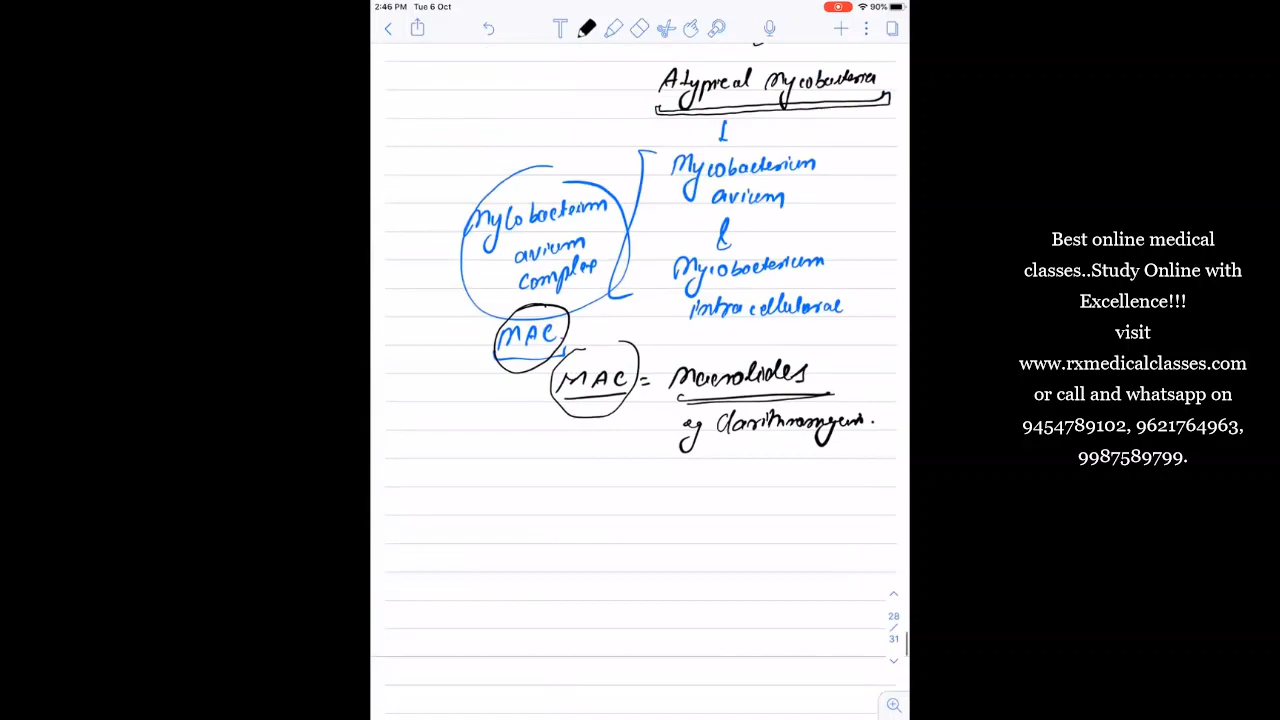 2:46 PM Tue 6 Oct
90%
Atypical Mycobacteria
Mycobacterium
avium
&
Mycobacterium
intracellulorae
Mycobacterium
avium
complex
MAC
MAC = Macrolides
eg Clarithromycin.
28
/
31
Best online medical
classes..Study Online with
Excellence!!!
visit
www.rxmedicalclasses.com
or call and whatsapp on
9454789102, 9621764963,
9987589799.